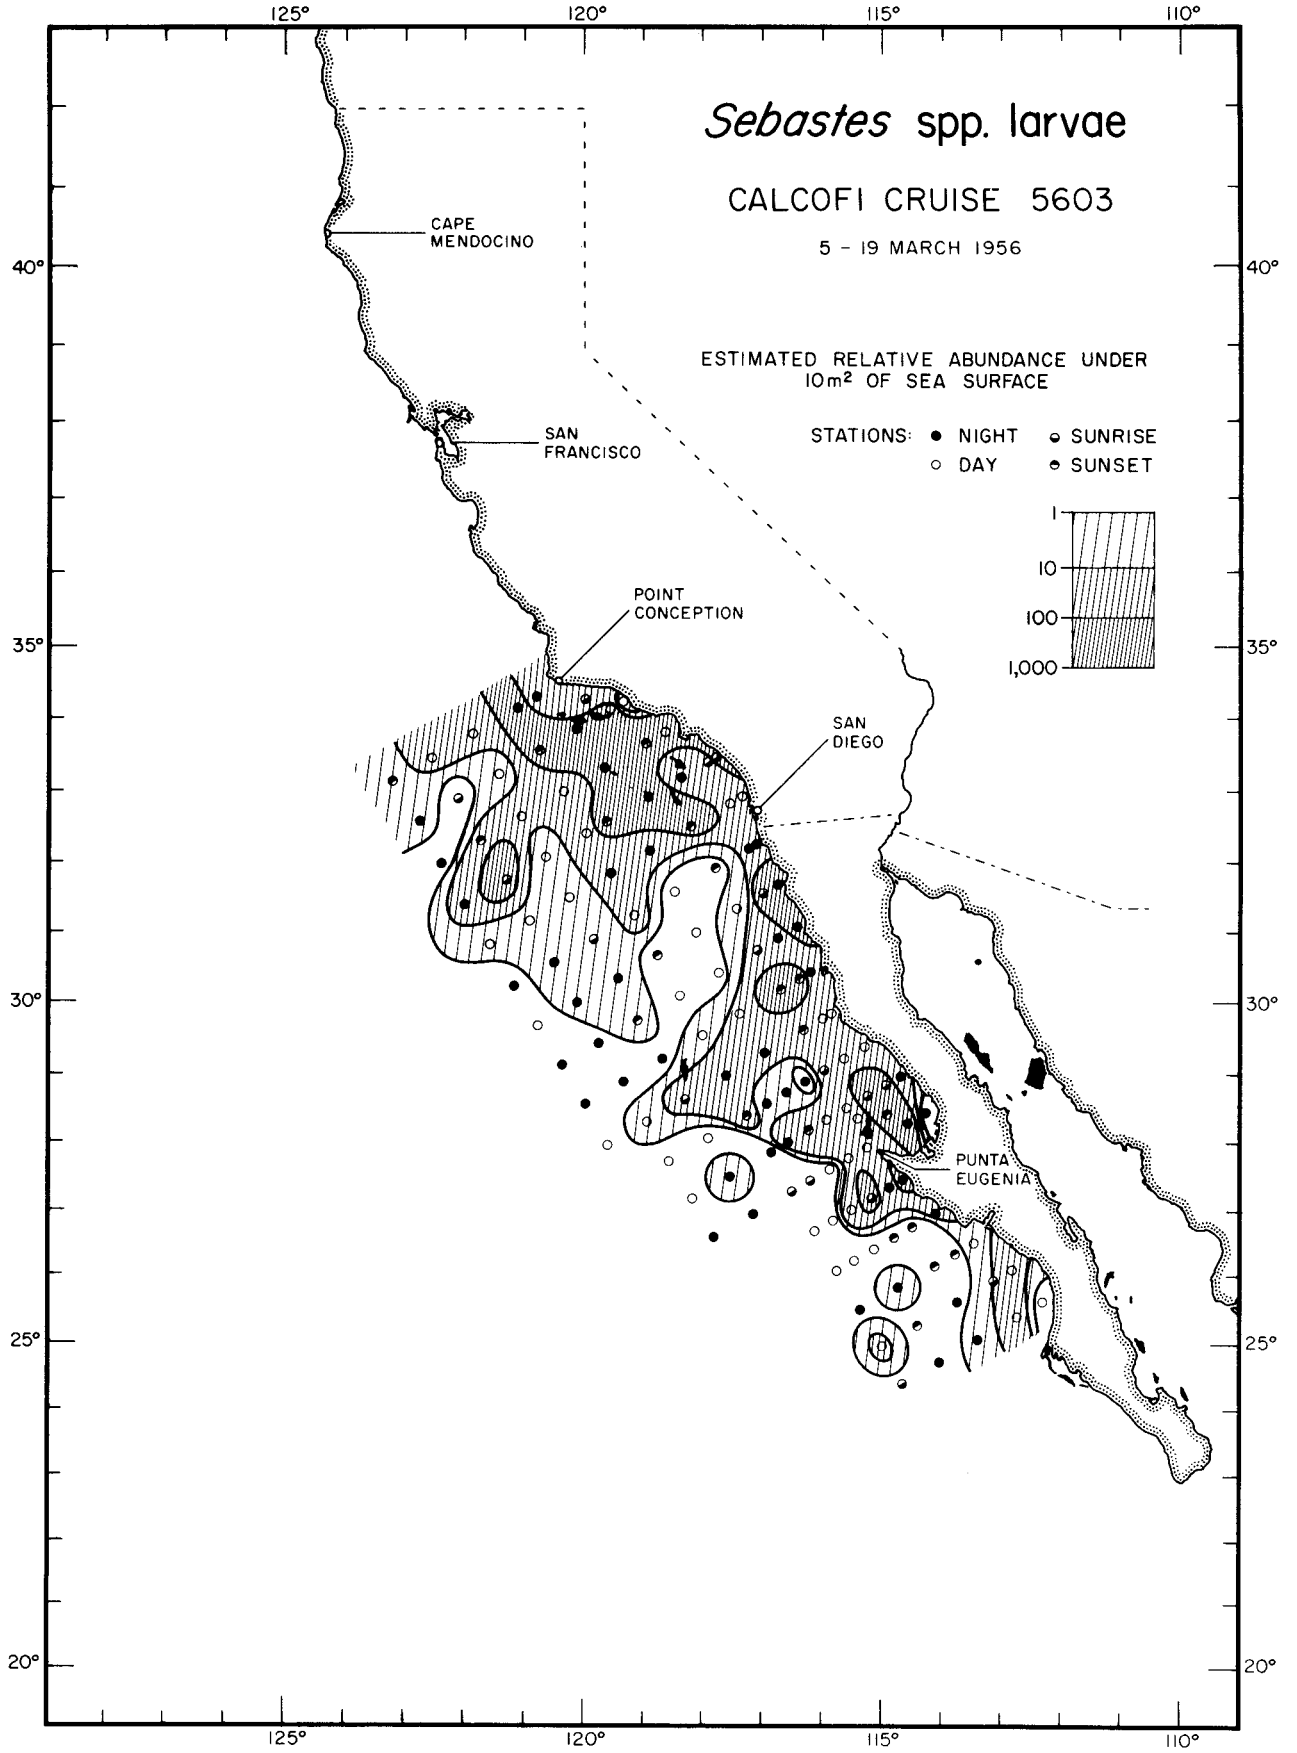 125° 120° 115° 110°
Sebastes spp. larvae
CALCOFI CRUISE 5603
5 – 19 MARCH 1956
CAPE
MENDOCINO
40° 40°
ESTIMATED RELATIVE ABUNDANCE UNDER
10m² OF SEA SURFACE
STATIONS: ● NIGHT SUNRISE
○ DAY SUNSET
SAN
FRANCISCO
1
10
100
1,000
POINT
CONCEPTION
35° 35°
SAN
DIEGO
30° 30°
PUNTA
EUGENIA
25° 25°
20° 20°
125° 120° 115° 110°